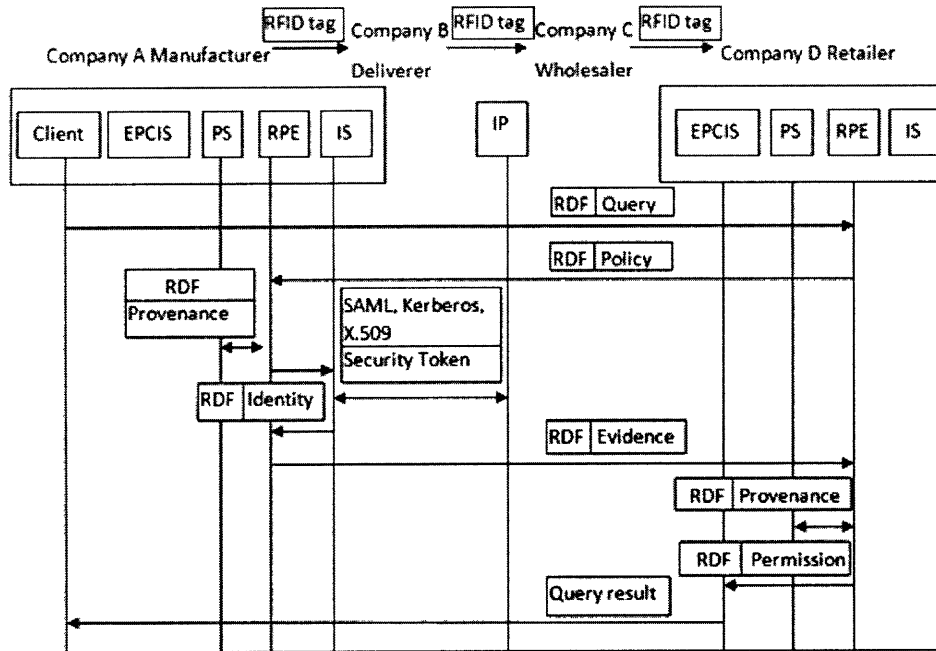 RFID tag
RFID tag
RFID tag
Company A Manufacturer
Company B
Company C
Company D Retailer
Deliverer
Wholesaler
Client
EPCIS
PS
RPE
IS
IP
EPCIS
PS
RPE
IS
RDF Query
RDF Policy
RDF
Provenance
SAML, Kerberos,
X.509
Security Token
RDF Identity
RDF Evidence
RDF Provenance
RDF Permission
Query result